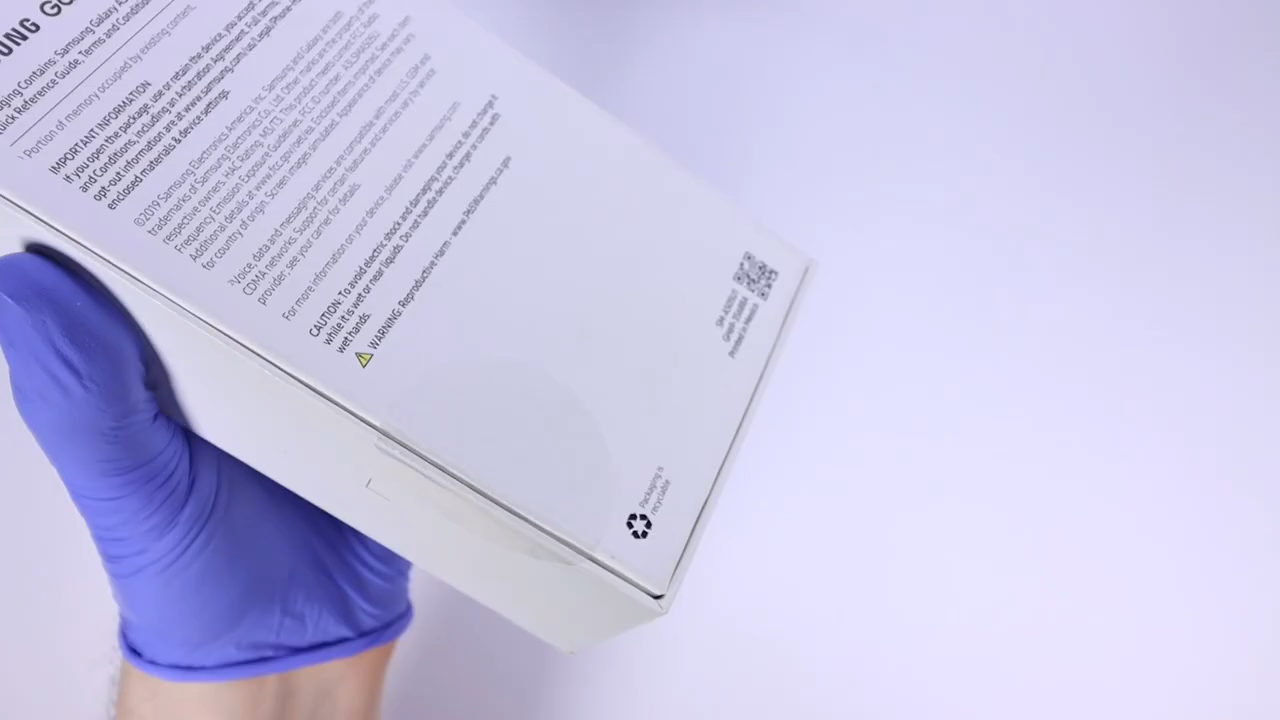 SUNG
aging Contains: Samsung Galaxy
Quick Reference Guide, Terms and Conditions
¹ Portion of memory occupied by existing content.
IMPORTANT INFORMATION
If you open the package, use or retain the device, you accept
and Conditions, including an Arbitration Agreement. Full terms,
opt-out information are at www.samsung.com/us/Legal/Phone-
enclosed materials & device settings.
©2019 Samsung Electronics America, Inc. Samsung and Galaxy are both
trademarks of Samsung Electronics Co., Ltd. Other marks are the property of their
respective owners. HAC Rating: M3/T3. This product meets current FCC Radio
Frequency Emission Exposure Guidelines. FCC ID number:
Additional details at www.fcc.gov/oet/ea. Enclosed items imported. See each item
for country of origin. Screen images simulated. Appearance of device may vary.
²Voice, data and messaging services are compatible with most U.S. GSM and
CDMA networks. Support for certain features and services vary by service
provider; see your carrier for details.
For more information on your device, please visit www.samsung.com
CAUTION: To avoid electric shock and damaging your device, do not charge it
while it is wet or near liquids. Do not handle device, charger or cords with
wet hands.
WARNING: Reproductive Harm - www.P65Warnings.ca.gov
Printed in Mexico
Packaging is
recyclable